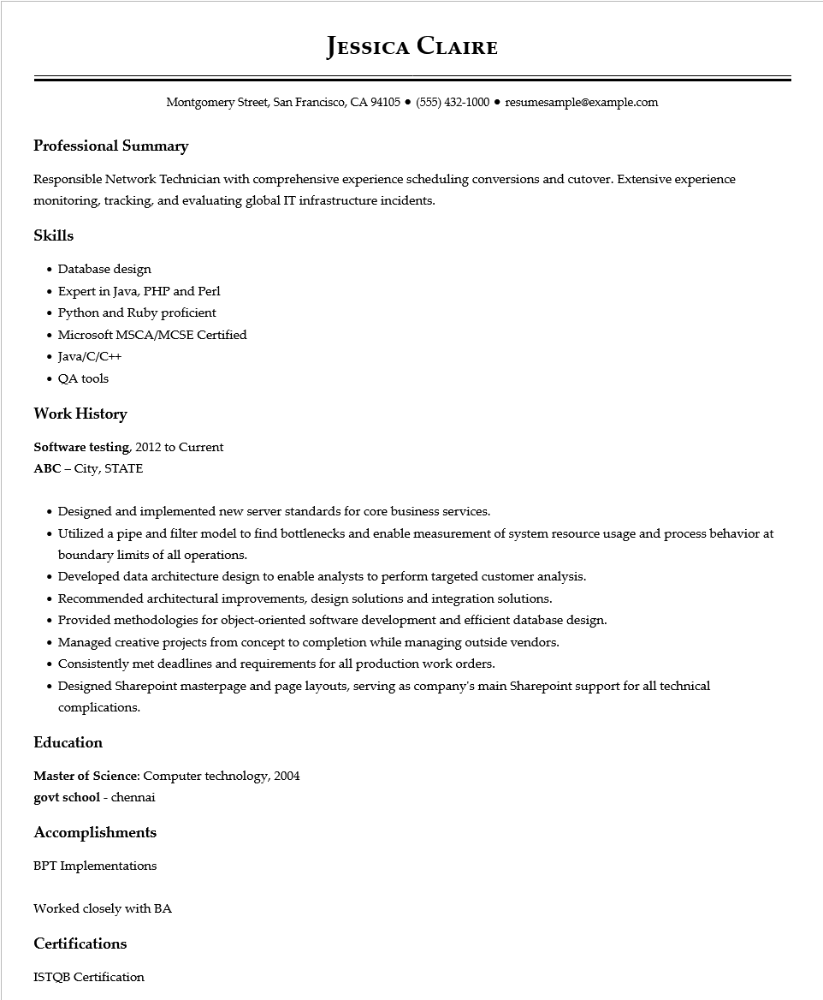 Jessica Claire
Montgomery Street, San Francisco, CA 94105 ● (555) 432-1000 ● resumesample@example.com
Professional Summary
Responsible Network Technician with comprehensive experience scheduling conversions and cutover. Extensive experience
monitoring, tracking, and evaluating global IT infrastructure incidents.
Skills
• Database design
• Expert in Java, PHP and Perl
• Python and Ruby proficient
• Microsoft MSCA/MCSE Certified
• Java/C/C++
• QA tools
Work History
Software testing, 2012 to Current
ABC – City, STATE
• Designed and implemented new server standards for core business services.
• Utilized a pipe and filter model to find bottlenecks and enable measurement of system resource usage and process behavior at
boundary limits of all operations.
• Developed data architecture design to enable analysts to perform targeted customer analysis.
• Recommended architectural improvements, design solutions and integration solutions.
• Provided methodologies for object-oriented software development and efficient database design.
• Managed creative projects from concept to completion while managing outside vendors.
• Consistently met deadlines and requirements for all production work orders.
• Designed Sharepoint masterpage and page layouts, serving as company's main Sharepoint support for all technical
complications.
Education
Master of Science: Computer technology, 2004
govt school - chennai
Accomplishments
BPT Implementations
Worked closely with BA
Certifications
ISTQB Certification